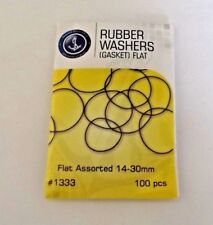 RUBBER
WASHERS
(GASKET) FLAT
Flat Assorted 14-30mm
#1333 100 pcs